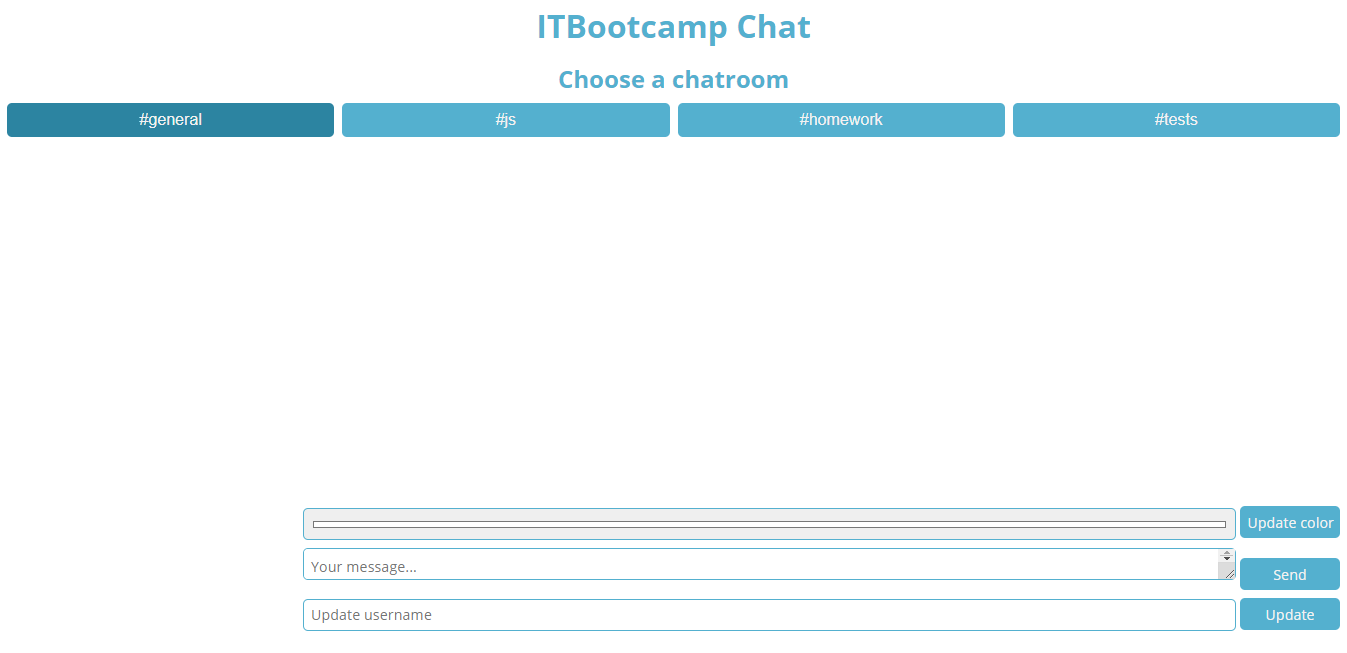 ITBootcamp Chat
Choose a chatroom
#general
#js
#homework
#tests
Update color
Your message...
Send
Update username
Update